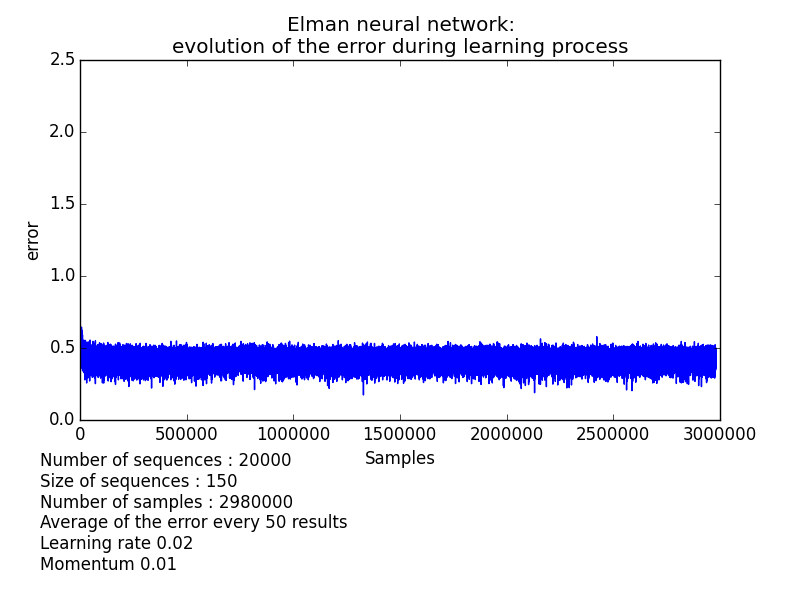 Elman neural network:
evolution of the error during learning process
2.5
2.0
1.5
1.0
0.5
0.0
error
0 500000 1000000 1500000 2000000 2500000 3000000
Samples
Number of sequences : 20000
Size of sequences : 150
Number of samples : 2980000
Average of the error every 50 results
Learning rate 0.02
Momentum 0.01